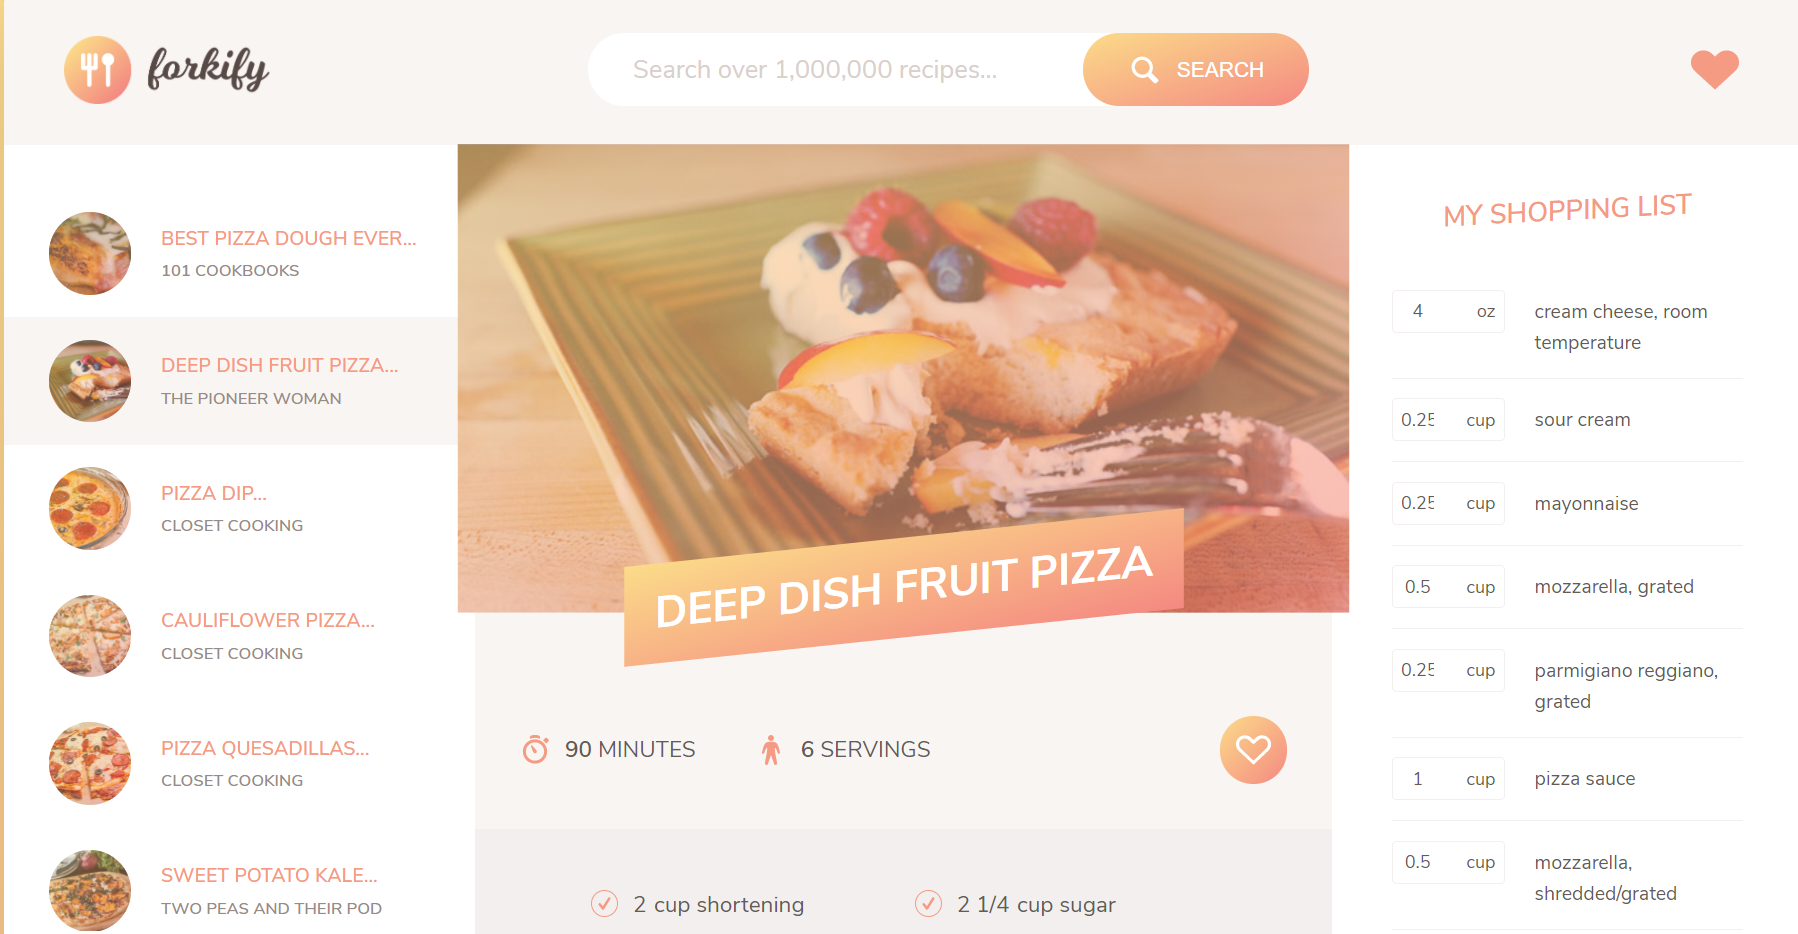 forkify
Search over 1,000,000 recipes...
SEARCH
BEST PIZZA DOUGH EVER...
101 COOKBOOKS
DEEP DISH FRUIT PIZZA...
THE PIONEER WOMAN
PIZZA DIP...
CLOSET COOKING
CAULIFLOWER PIZZA...
CLOSET COOKING
PIZZA QUESADILLAS...
CLOSET COOKING
SWEET POTATO KALE...
TWO PEAS AND THEIR POD
DEEP DISH FRUIT PIZZA
90 MINUTES
6 SERVINGS
2 cup shortening
2 1/4 cup sugar
MY SHOPPING LIST
4 oz cream cheese, room
temperature
0.25 cup sour cream
0.25 cup mayonnaise
0.5 cup mozzarella, grated
0.25 cup parmigiano reggiano,
grated
1 cup pizza sauce
0.5 cup mozzarella,
shredded/grated